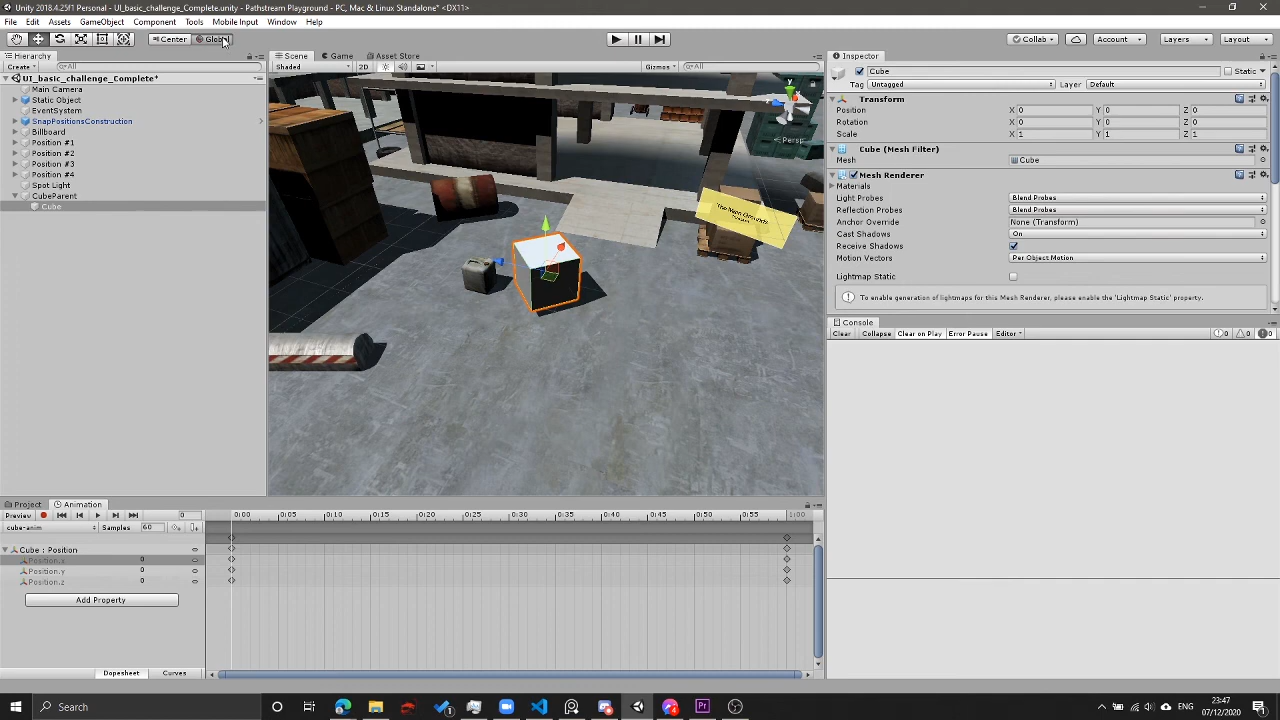 Unity 2018.4.25f1 Personal - UI_basic_challenge_Complete.unity - Pathstream Playground - PC, Mac & Linux Standalone* <DX11>
File Edit Assets GameObject Component Tools Mobile Input Window Help
Center Global Collab Account Layers Layout
Hierarchy
Create All
UI_basic_challenge_Complete*
Main Camera
Static Object
EventSystem
SnapPositionsConstruction
Billboard
Position #1
Position #2
Position #3
Position #4
Spot Light
CubeParent
Cube
Scene Game Asset Store
Shaded 2D Gizmos All
Persp
Inspector
Cube Static
Tag Untagged Layer Default
Transform
Position X 0 Y 0 Z 0
Rotation X 0 Y 0 Z 0
Scale X 1 Y 1 Z 1
Cube (Mesh Filter)
Mesh Cube
Mesh Renderer
Materials
Light Probes Blend Probes
Reflection Probes Blend Probes
Anchor Override None (Transform)
Cast Shadows On
Receive Shadows
Motion Vectors Per Object Motion
Lightmap Static
To enable generation of lightmaps for this Mesh Renderer, please enable the 'Lightmap Static' property.
Console
Clear Collapse Clear on Play Error Pause Editor 0 0 0
Project Animation
Preview 0
cube-anim Samples 60
0:00 0:05 0:10 0:15 0:20 0:25 0:30 0:35 0:40 0:45 0:50 0:55 1:00
Cube : Position
Position.x 0
Position.y 0
Position.z 0
Add Property
Dopesheet Curves
Search
ENG
23:47
07/12/2020